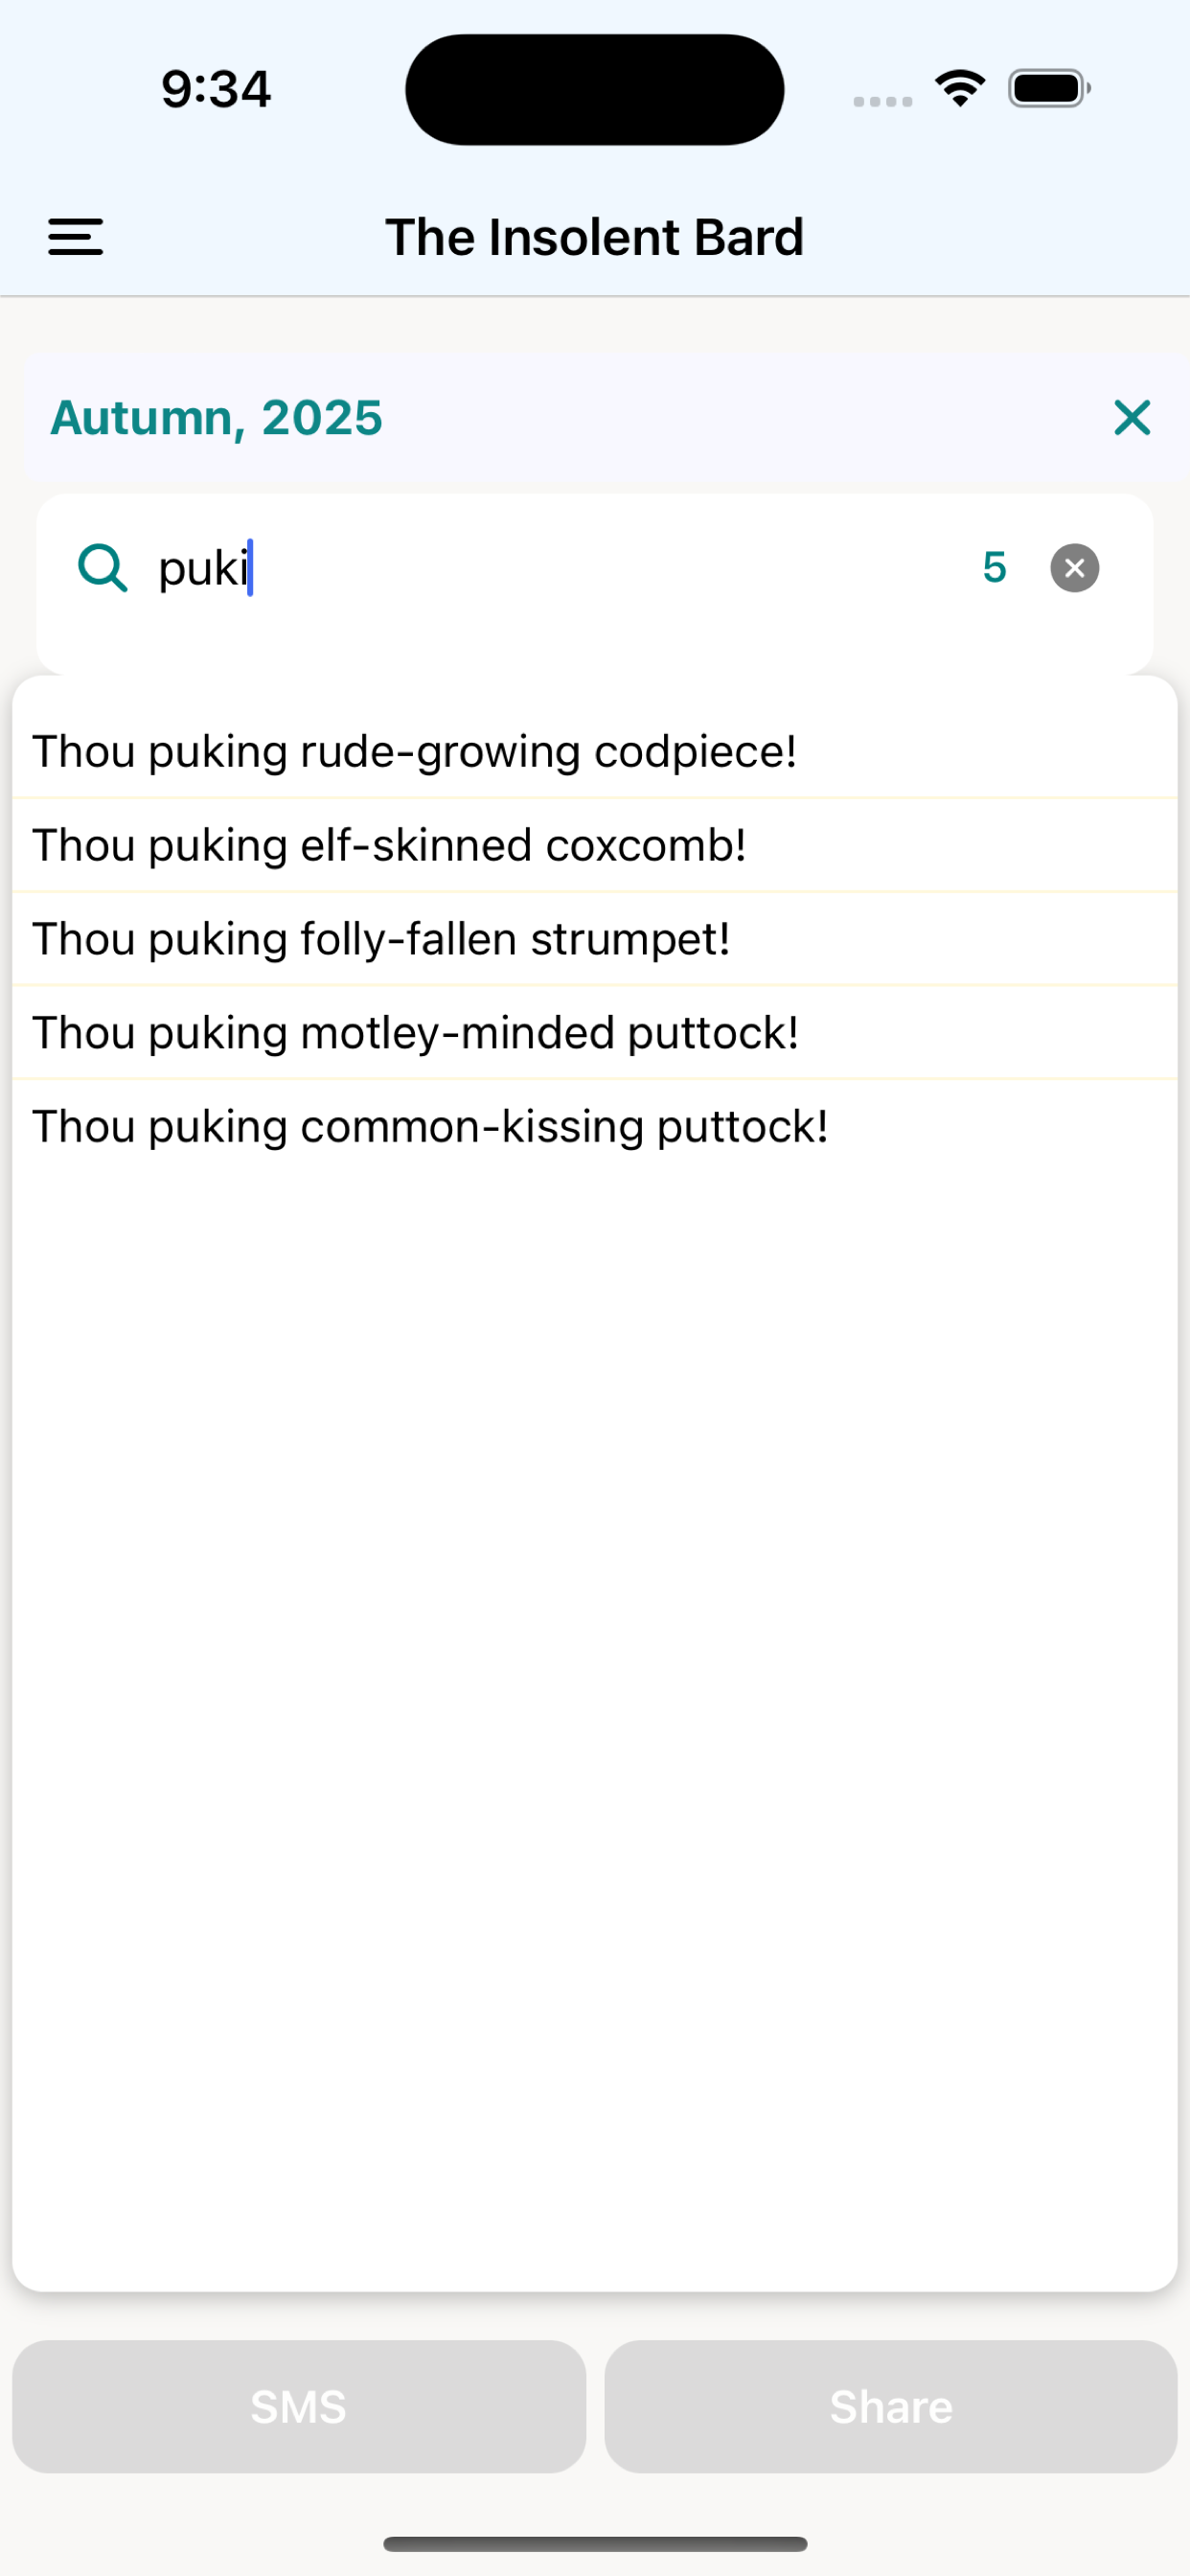 9:34
The Insolent Bard
Autumn, 2025
puki 5
Thou puking rude-growing codpiece!
Thou puking elf-skinned coxcomb!
Thou puking folly-fallen strumpet!
Thou puking motley-minded puttock!
Thou puking common-kissing puttock!
SMS Share